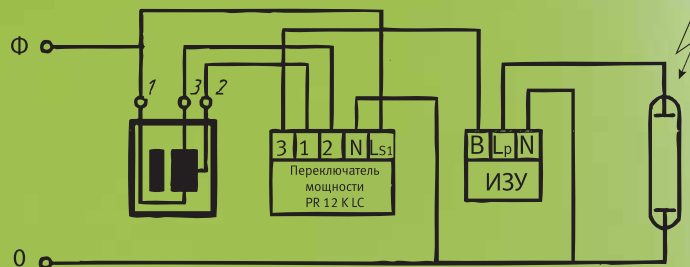 Ф
1 3 2
3 1 2 N LS1
Переключатель
мощности
PR 12 K LC
B Lp N
ИЗУ
0